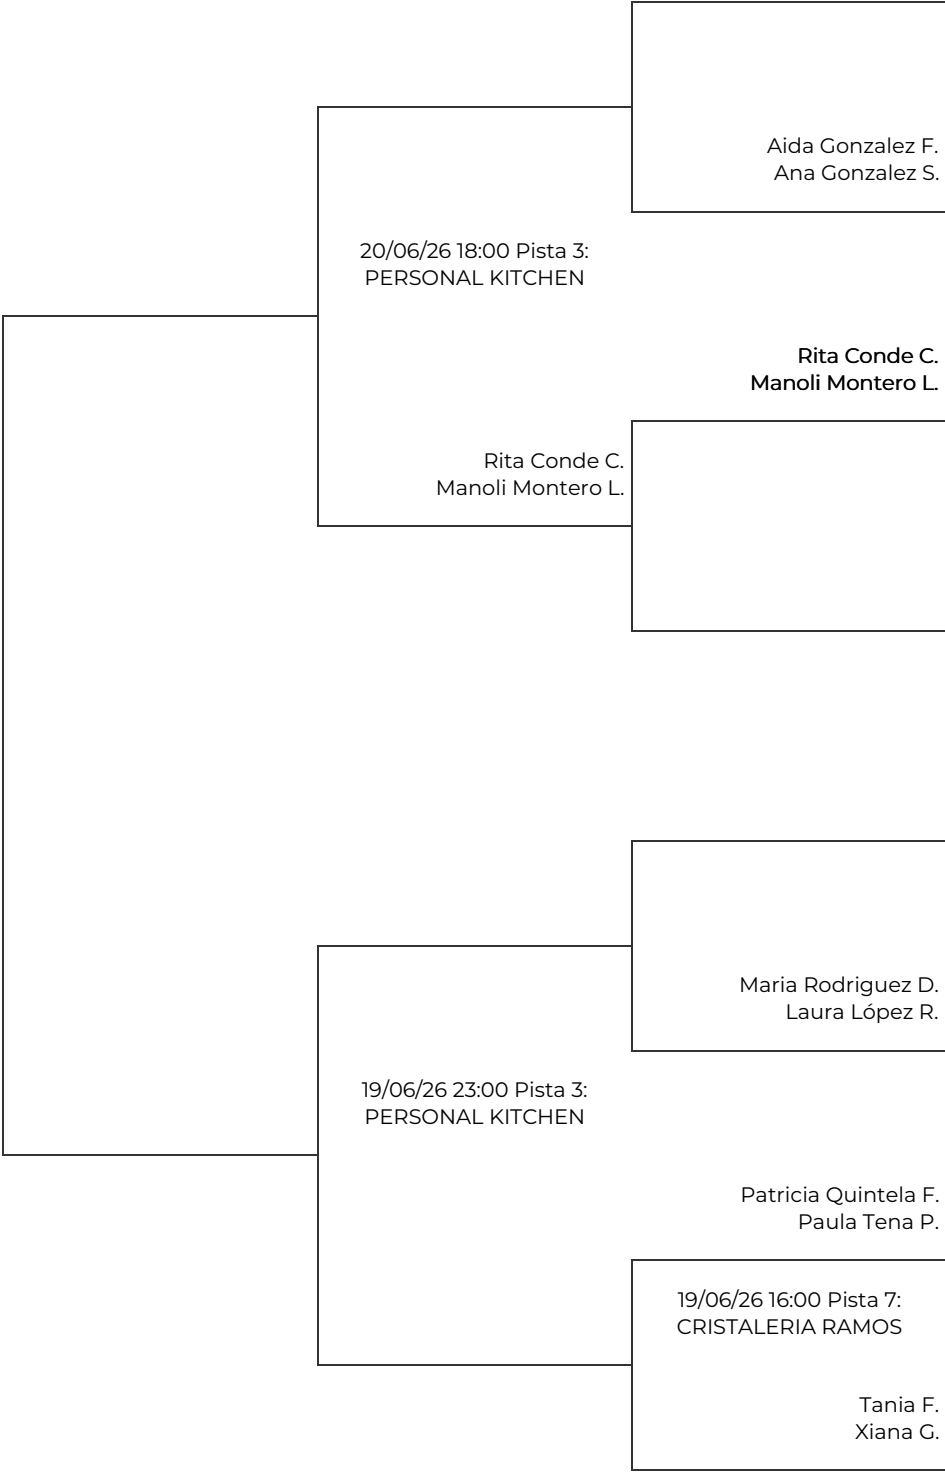 Aida Gonzalez F.
Ana Gonzalez S.
20/06/26 18:00 Pista 3:
PERSONAL KITCHEN
Rita Conde C.
Manoli Montero L.
Rita Conde C.
Manoli Montero L.
Maria Rodriguez D.
Laura López R.
19/06/26 23:00 Pista 3:
PERSONAL KITCHEN
Patricia Quintela F.
Paula Tena P.
19/06/26 16:00 Pista 7:
CRISTALERIA RAMOS
Tania F.
Xiana G.